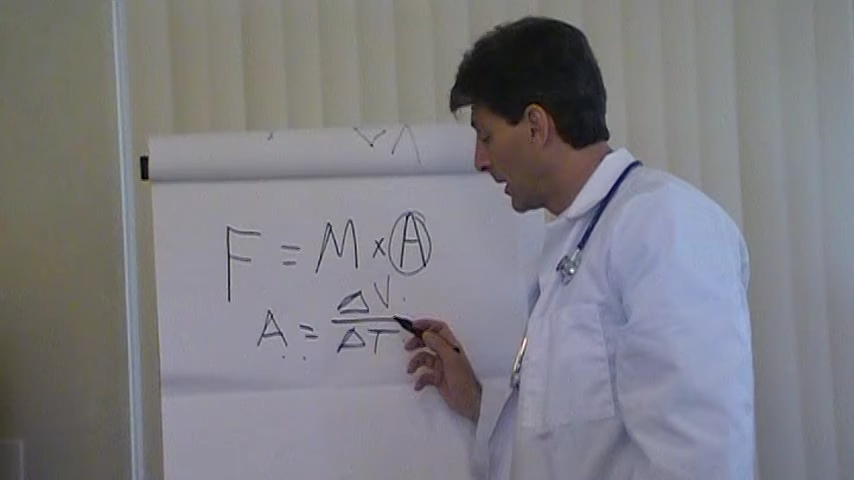 F = M x A
A = ΔV
ΔT